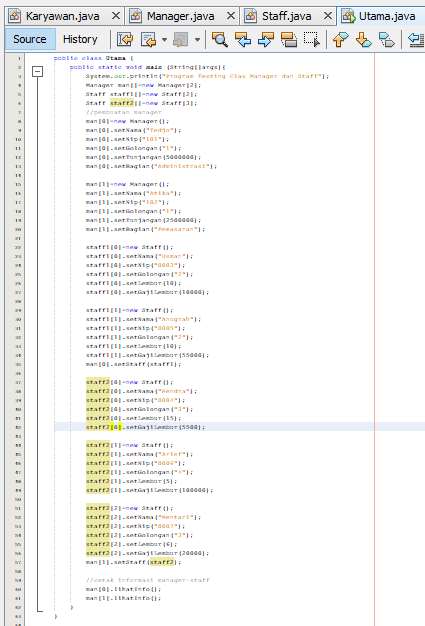 Karyawan.java Manager.java Staff.java Utama.java
Source History
1 public class Utama {
2 public static void main (String[]args){
3 System.out.println("Program Testing Clas Manager dan Staff");
4 Manager man[]=new Manager[2];
5 Staff staff1[]=new Staff[2];
6 Staff staff2[]=new Staff[3];
7 //pembuatan manager
8 man[0]=new Manager();
9 man[0].setNama("Tedjo");
10 man[0].setNip("101");
11 man[0].setGolongan("1");
12 man[0].setTunjangan(5000000);
13 man[0].setBagian("Administrasi");
14
15 man[1]=new Manager();
16 man[1].setNama("Atika");
17 man[1].setNip("102");
18 man[1].setGolongan("1");
19 man[1].setTunjangan(2500000);
20 man[1].setBagian("Pemasaran");
21
22 staff1[0]=new Staff();
23 staff1[0].setNama("Usman");
24 staff1[0].setNip("0003");
25 staff1[0].setGolongan("2");
26 staff1[0].setLembur(10);
27 staff1[0].setGajiLembur(10000);
28
29 staff1[1]=new Staff();
30 staff1[1].setNama("Anugrah");
31 staff1[1].setNip("0005");
32 staff1[1].setGolongan("2");
33 staff1[1].setLembur(10);
34 staff1[1].setGajiLembur(55000);
35 man[0].setStaff(staff1);
36
37 staff2[0]=new Staff();
38 staff2[0].setNama("Hendra");
39 staff2[0].setNip("0004");
40 staff2[0].setGolongan("3");
41 staff2[0].setLembur(15);
42 staff2[0].setGajiLembur(5500);
43
44 staff2[1]=new Staff();
45 staff2[1].setNama("Arief");
46 staff2[1].setNip("0006");
47 staff2[1].setGolongan("4");
48 staff2[1].setLembur(5);
49 staff2[1].setGajiLembur(100000);
50
51 staff2[2]=new Staff();
52 staff2[2].setNama("Mentari");
53 staff2[2].setNip("0007");
54 staff2[2].setGolongan("3");
55 staff2[2].setLembur(6);
56 staff2[2].setGajiLembur(20000);
57 man[1].setStaff(staff2);
58
59 //cetak informasi manager-staff
60 man[0].lihatInfo();
61 man[1].lihatInfo();
62 }
63 }